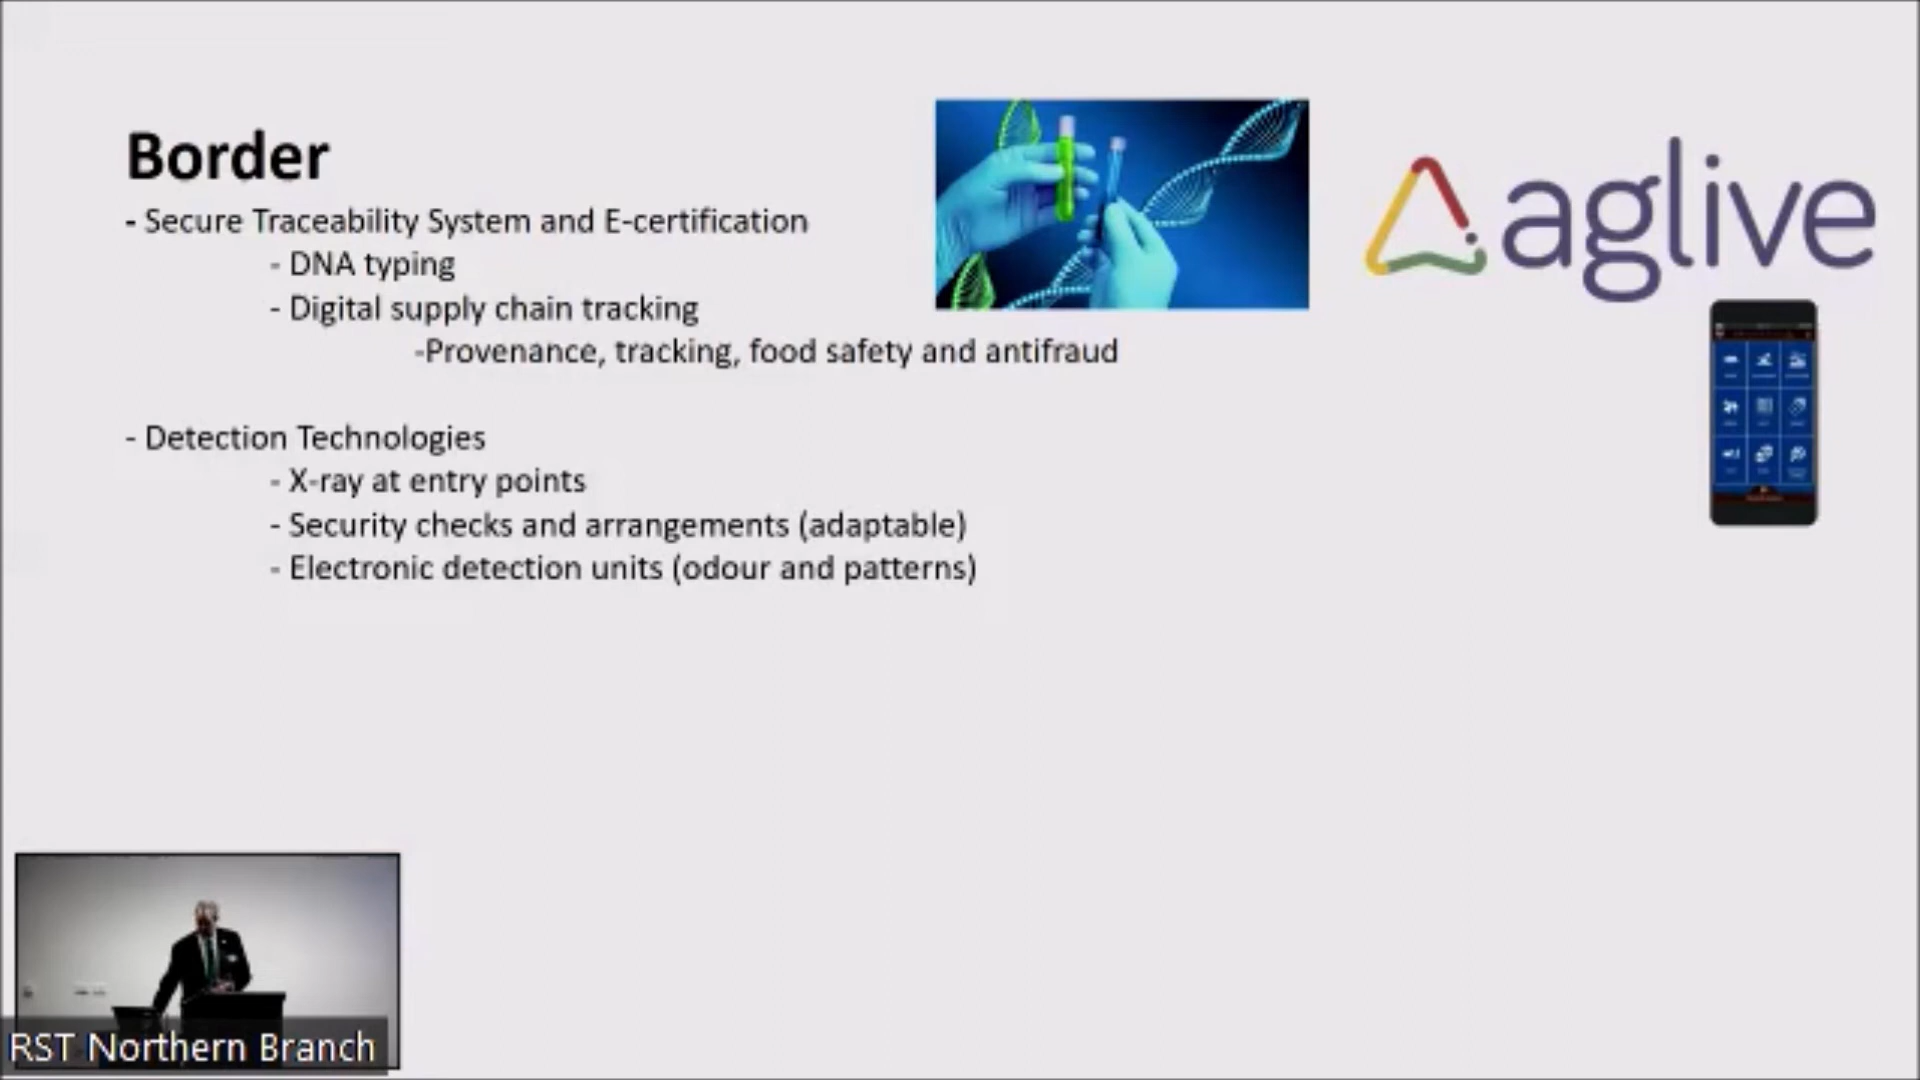 Border
- Secure Traceability System and E-certification
- DNA typing
- Digital supply chain tracking
-Provenance, tracking, food safety and antifraud
- Detection Technologies
- X-ray at entry points
- Security checks and arrangements (adaptable)
- Electronic detection units (odour and patterns)
aglive
RST Northern Branch